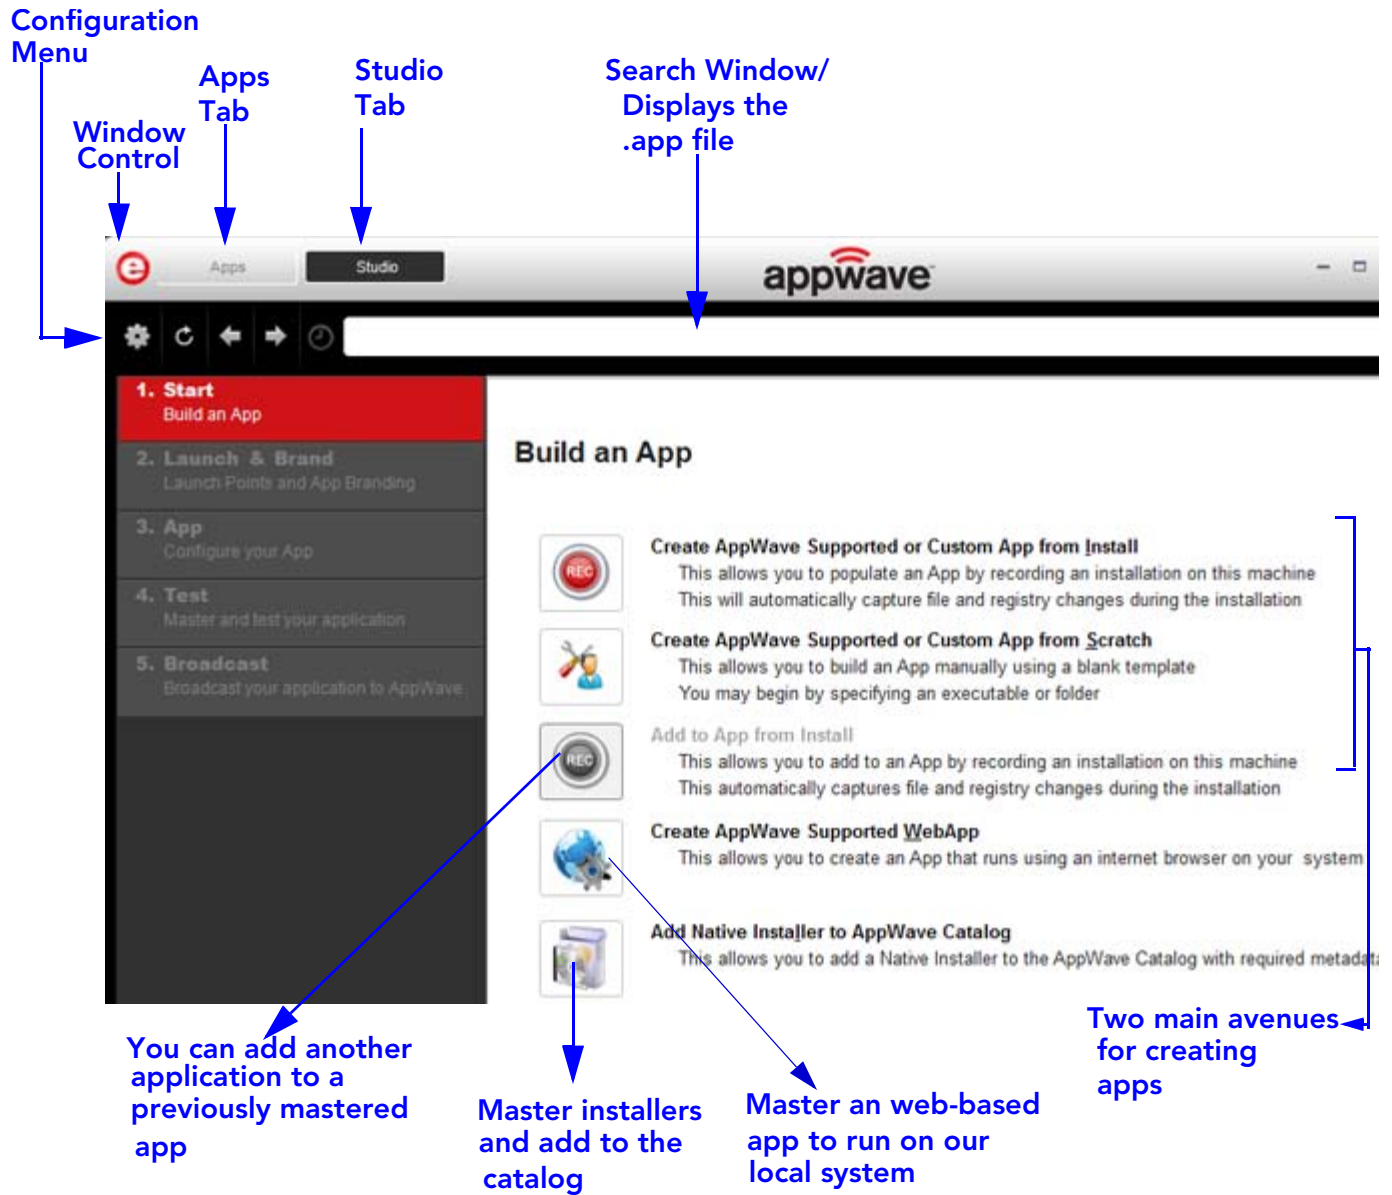 Configuration
Menu
Apps
Tab
Studio
Tab
Search Window/
Displays the
.app file
Window
Control
e
Apps
Studio
appwave
1. Start
Build an App
2. Launch & Brand
Launch Points and App Branding
3. App
Configure your App
4. Test
Master and test your application
5. Broadcast
Broadcast your application to AppWave
Build an App
REC
Create AppWave Supported or Custom App from Install
This allows you to populate an App by recording an installation on this machine
This will automatically capture file and registry changes during the installation
Create AppWave Supported or Custom App from Scratch
This allows you to build an App manually using a blank template
You may begin by specifying an executable or folder
REC
Add to App from Install
This allows you to add to an App by recording an installation on this machine
This automatically captures file and registry changes during the installation
Create AppWave Supported WebApp
This allows you to create an App that runs using an internet browser on your system
Add Native Installer to AppWave Catalog
This allows you to add a Native Installer to the AppWave Catalog with required metadata
You can add another
application to a
previously mastered
app
Master installers
and add to the
catalog
Master an web-based
app to run on our
local system
Two main avenues
for creating
apps